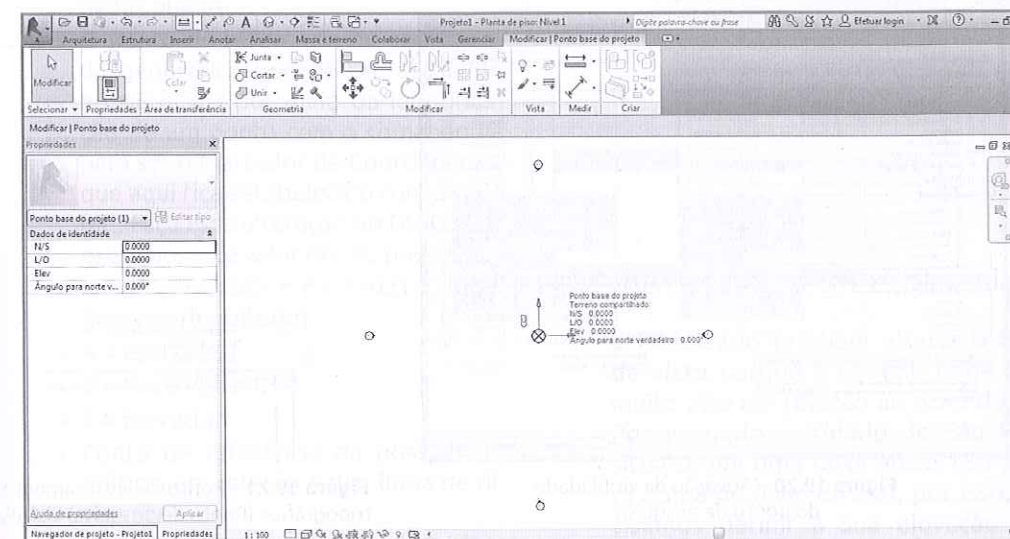 Projeto1 - Planta de piso: Nível 1
Digite palavra-chave ou frase
Efetuar login
Arquitetura Estrutura Inserir Anotar Analisar Massa e terreno Colaborar Vista Gerenciar Modificar | Ponto base do projeto
Modificar
Colar
Junta
Cortar
Unir
Selecionar Propriedades Área de transferência Geometria Modificar Vista Medir Criar
Modificar | Ponto base do projeto
Propriedades
Ponto base do projeto (1) Editar tipo
Dados de identidade
N/S 0.0000
L/O 0.0000
Elev 0.0000
Ângulo para norte v... 0.000°
Ponto base do projeto
Terreno compartilhado:
N/S 0.0000
L/O 0.0000
Elev 0.0000
Ângulo para norte verdadeiro 0.000°
Ajuda de propriedades Aplicar
Navegador de projeto - Projeto1 Propriedades 1 : 100